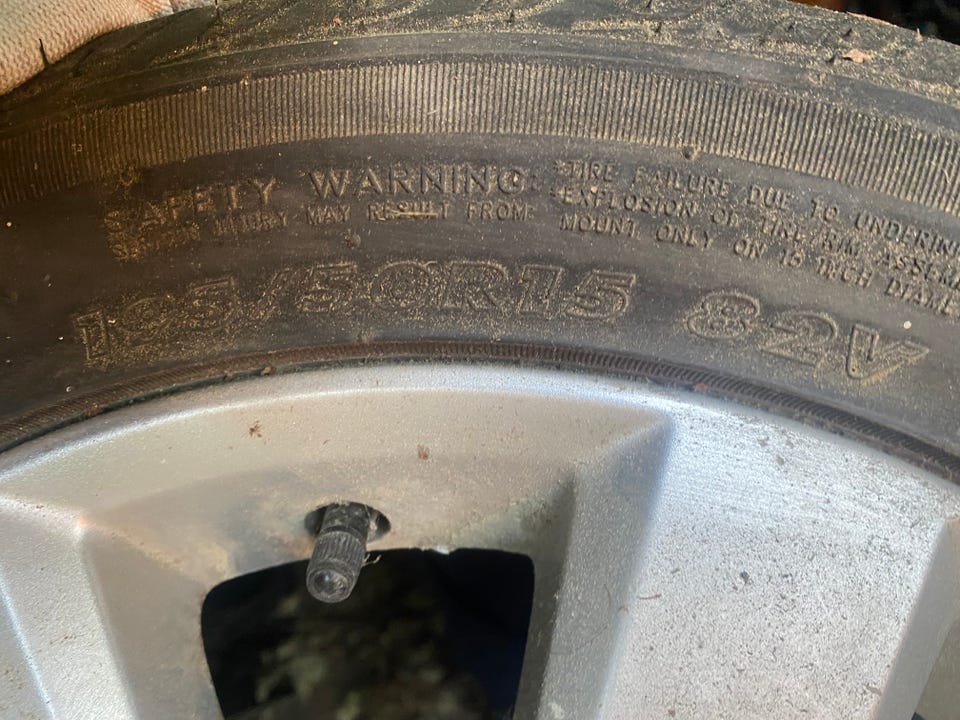 SAFETY WARNING:
SERIOUS INJURY MAY RESULT FROM:
*TIRE FAILURE DUE TO UNDERINF
*EXPLOSION OF TIRE/RIM ASSEM
MOUNT ONLY ON 15 INCH DIAME
195/50R15 82V